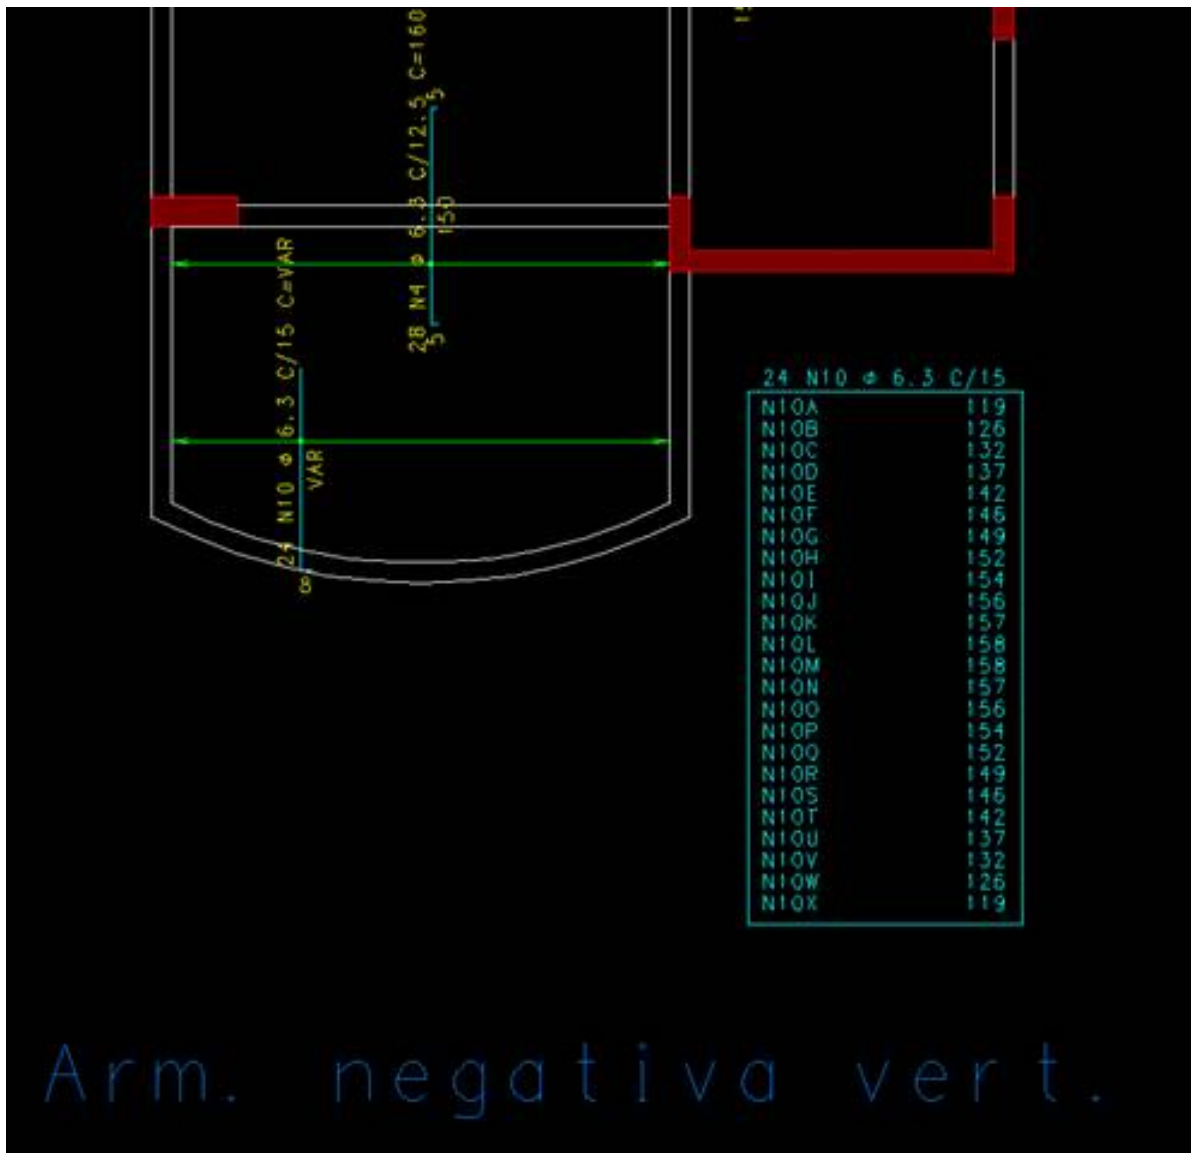 28 N4 ø 6.3 C/12.5 C=160
5
150
5
24 N10 ø 6.3 C/15 C=VAR
VAR
8
24 N10 ø 6.3 C/15
N10A 119
N10B 126
N10C 132
N10D 137
N10E 142
N10F 146
N10G 149
N10H 152
N10I 154
N10J 156
N10K 157
N10L 158
N10M 158
N10N 157
N10O 156
N10P 154
N10Q 152
N10R 149
N10S 146
N10T 142
N10U 137
N10V 132
N10W 126
N10X 119
Arm. negativa vert.